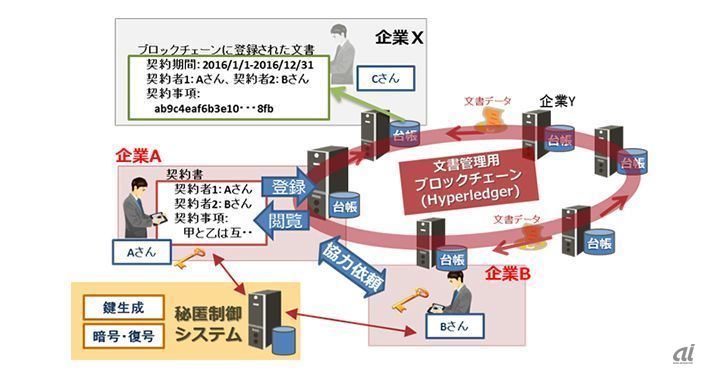 ブロックチェーンに登録された文書
契約期間: 2016/1/1-2016/12/31
契約者1: Aさん、契約者2: Bさん
契約事項:
ab9c4eaf6b3e10・・・8fb
企業X
Cさん
文書データ
企業Y
台帳
台帳
台帳
企業A
契約書
契約者1: Aさん
契約者2: Bさん
契約事項:
甲と乙は互・・
登録
閲覧
台帳
文書管理用
ブロックチェーン
(Hyperledger)
文書データ
台帳
台帳
Aさん
協力依頼
企業B
Bさん
鍵生成
暗号・復号
秘匿制御
システム
ai